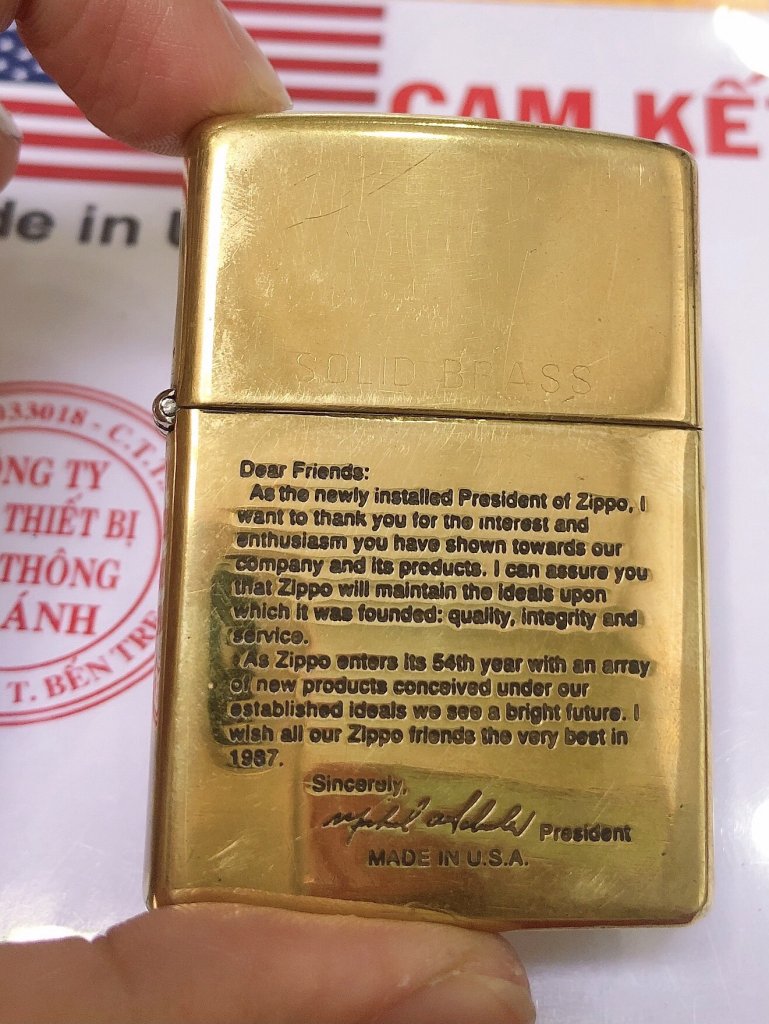 CAM KẾT
de in U
SOLID BRASS
033018 - C.T.
NG TY
THIẾT BỊ
THÔNG
ÁNH
T. BẾN TRE
Dear Friends:
As the newly installed President of Zippo, I
want to thank you for the interest and
enthusiasm you have shown towards our
company and its products. I can assure you
that Zippo will maintain the ideals upon
which it was founded: quality, integrity and
service.
As Zippo enters its 54th year with an array
of new products conceived under our
established ideals we see a bright future. I
wish all our Zippo friends the very best in
1987.
Sincerely,
President
MADE IN U.S.A.